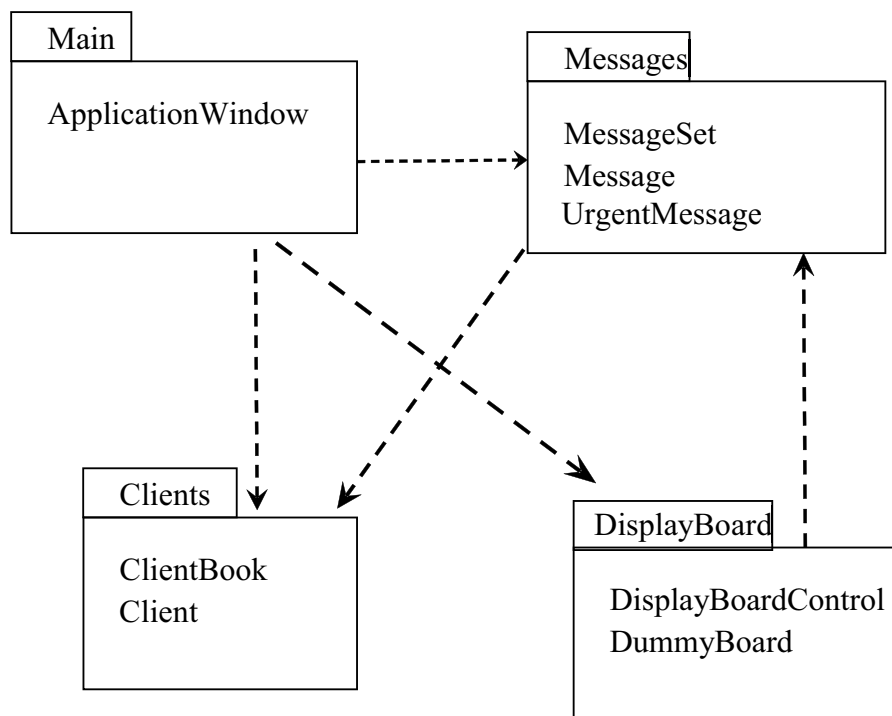 Main
ApplicationWindow
Messages
MessageSet
Message
UrgentMessage
Clients
ClientBook
Client
DisplayBoard
DisplayBoardControl
DummyBoard